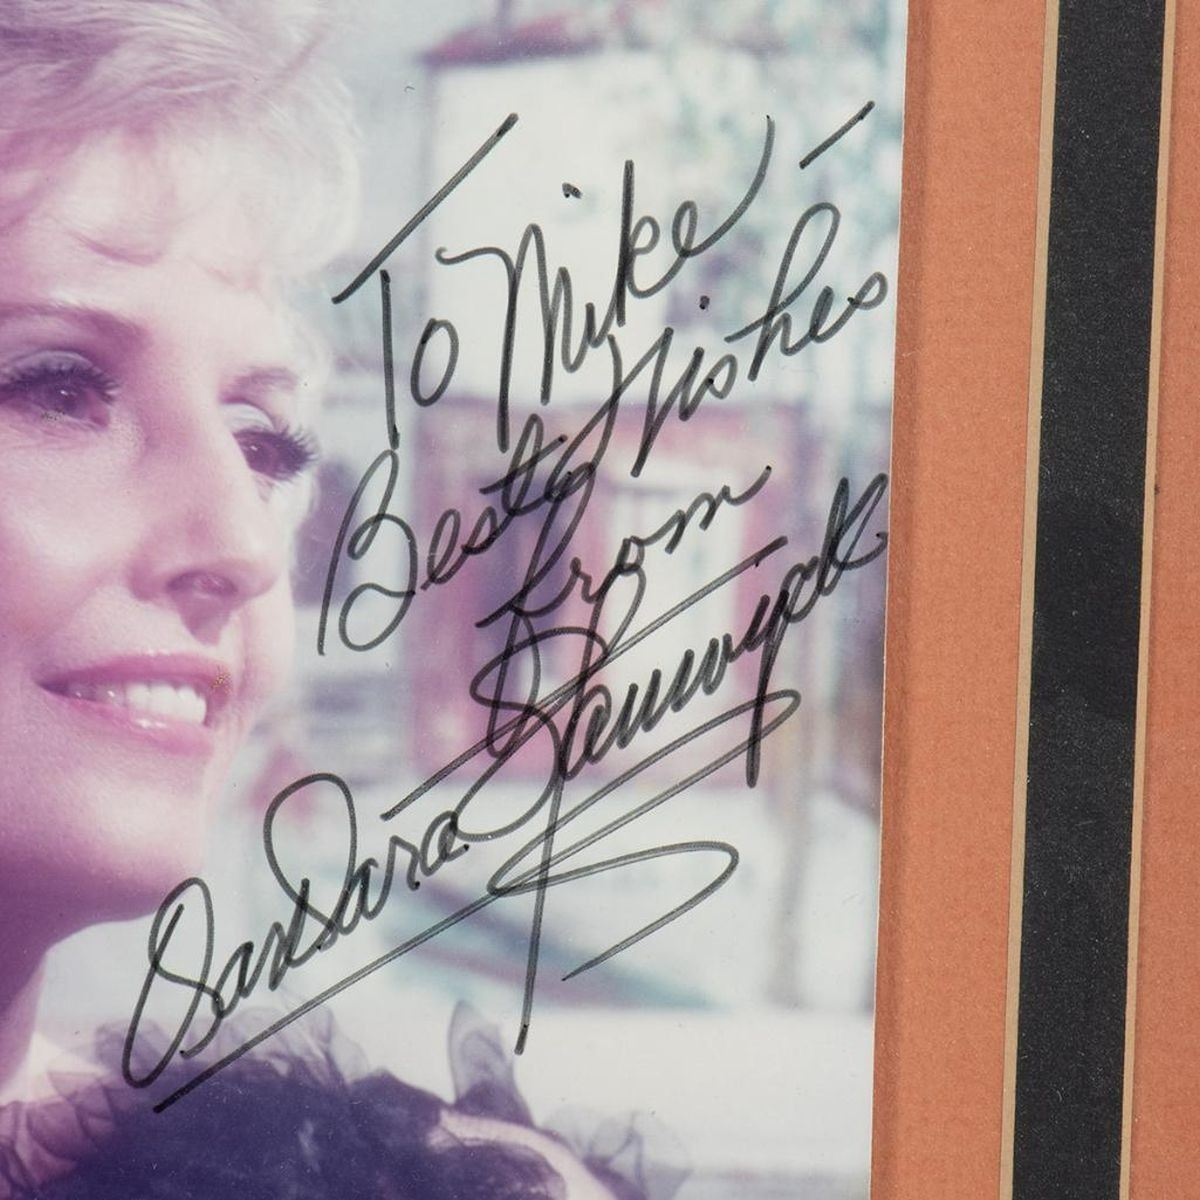 To Mike -
Best Wishes
from
Barbara Stanwyck